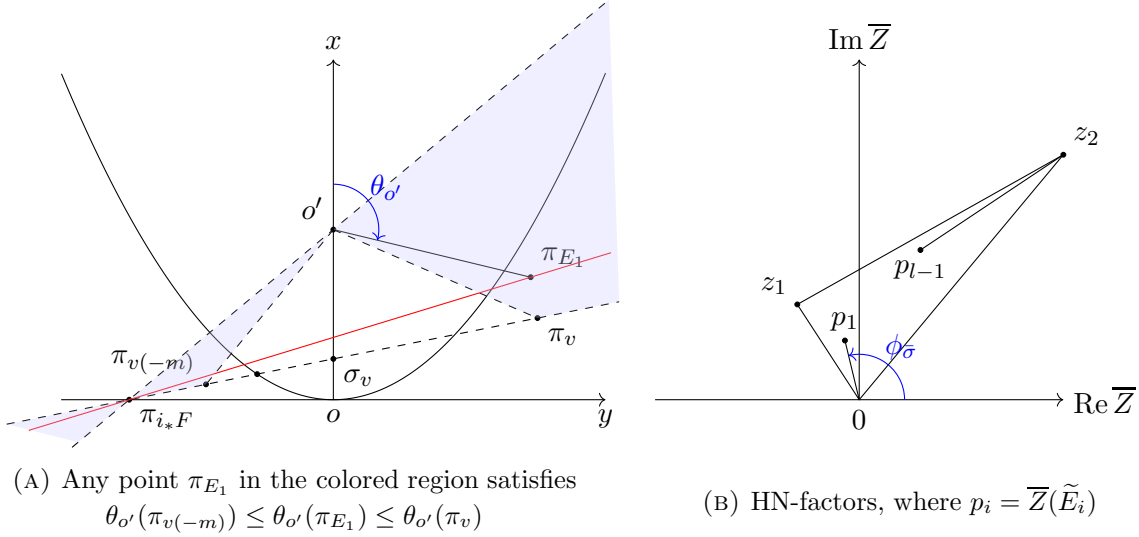 x
o′
θ_{o′}
π_{E_1}
π_v
π_{v(−m)}
σ_v
π_{i_*F}
o
y
(A) Any point π_{E_1} in the colored region satisfies
θ_{o′}(π_{v(−m)}) ≤ θ_{o′}(π_{E_1}) ≤ θ_{o′}(π_v)
Im \overline{Z}
z_2
p_{l−1}
z_1
p_1
ϕ_{\bar{σ}}
0
Re \overline{Z}
(B) HN-factors, where p_i = \overline{Z}(\widetilde{E}_i)